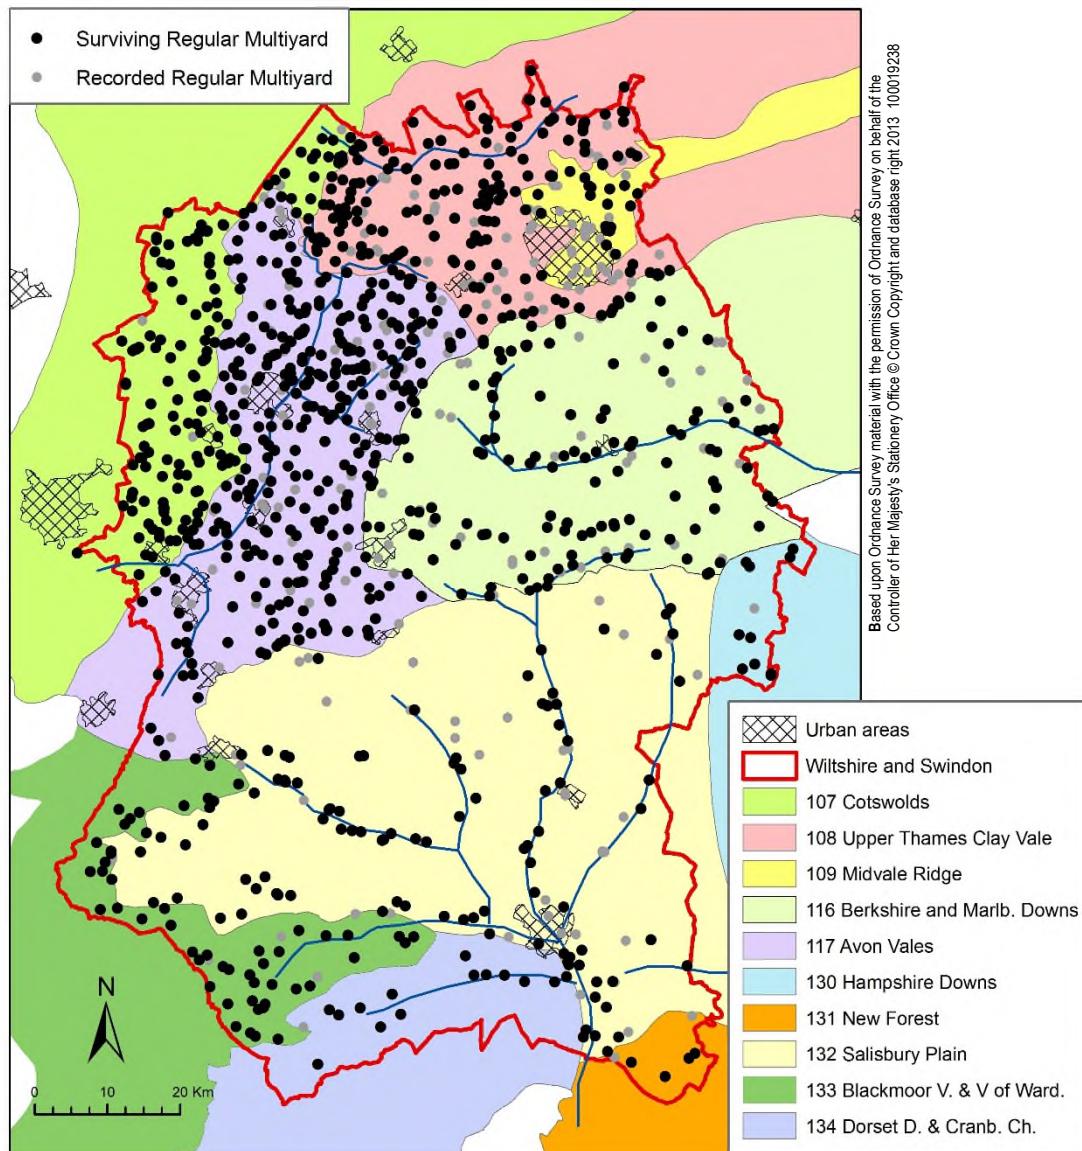 Surviving Regular Multiyard
Recorded Regular Multiyard
Based upon Ordnance Survey material with the permission of Ordnance Survey on behalf of the
Controller of Her Majesty's Stationery Office © Crown Copyright and database right 2013 100019238
Urban areas
Wiltshire and Swindon
107 Cotswolds
108 Upper Thames Clay Vale
109 Midvale Ridge
116 Berkshire and Marlb. Downs
117 Avon Vales
130 Hampshire Downs
131 New Forest
132 Salisbury Plain
133 Blackmoor V. & V of Ward.
134 Dorset D. & Cranb. Ch.
N
0 10 20 Km